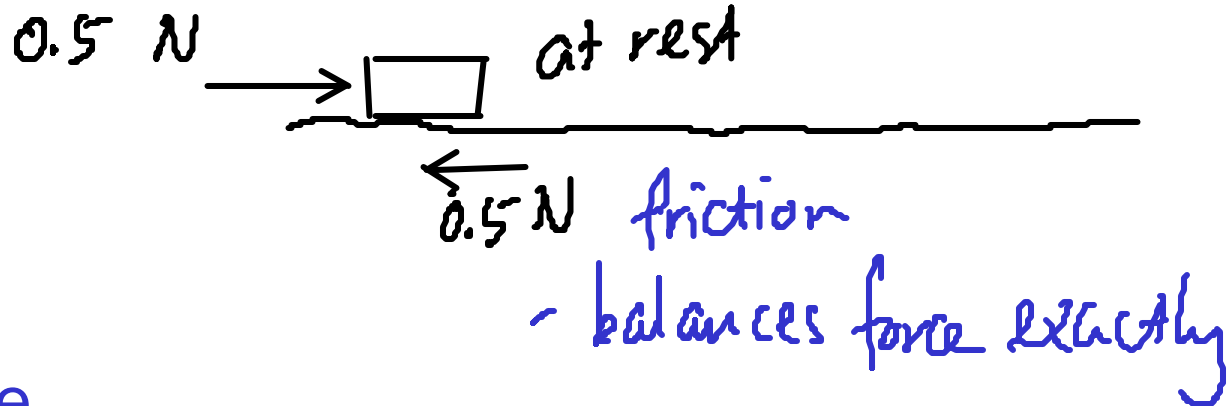 0.5 N
at rest
0.5 N friction
- balances force exactly
e